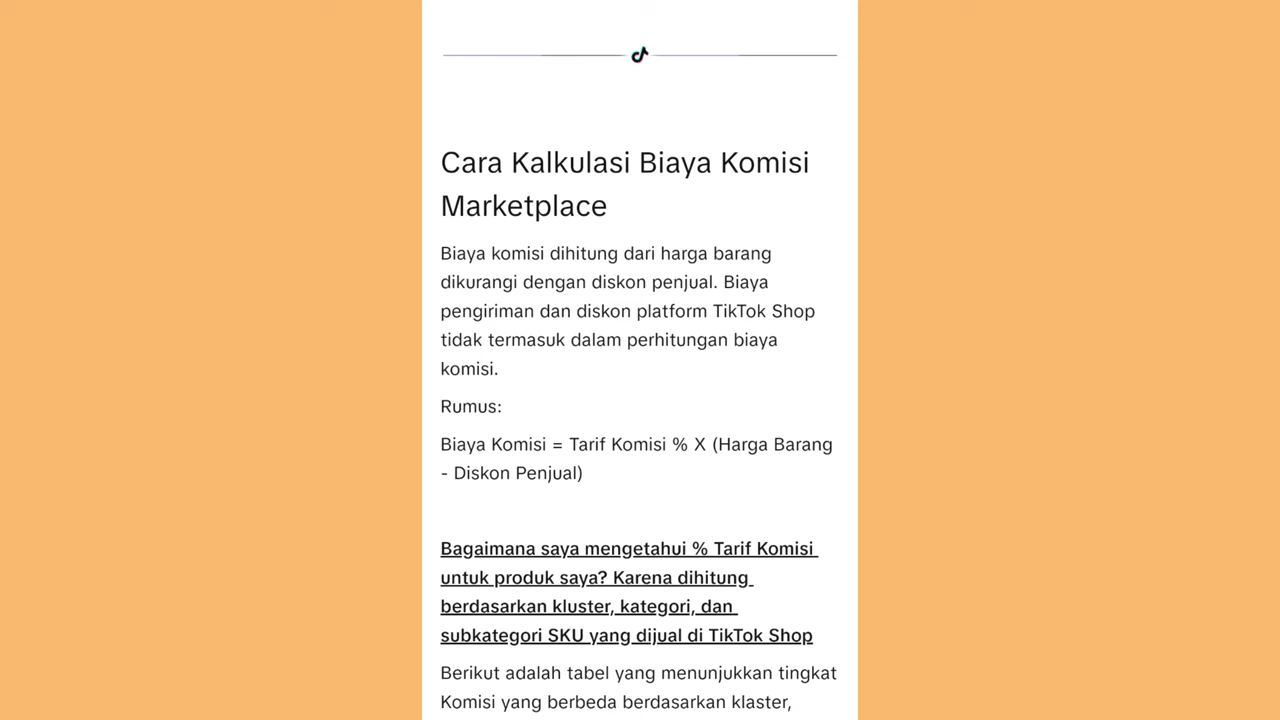 Cara Kalkulasi Biaya Komisi
Marketplace
Biaya komisi dihitung dari harga barang
dikurangi dengan diskon penjual. Biaya
pengiriman dan diskon platform TikTok Shop
tidak termasuk dalam perhitungan biaya
komisi.
Rumus:
Biaya Komisi = Tarif Komisi % X (Harga Barang
- Diskon Penjual)
Bagaimana saya mengetahui % Tarif Komisi
untuk produk saya? Karena dihitung
berdasarkan kluster, kategori, dan
subkategori SKU yang dijual di TikTok Shop
Berikut adalah tabel yang menunjukkan tingkat
Komisi yang berbeda berdasarkan klaster,